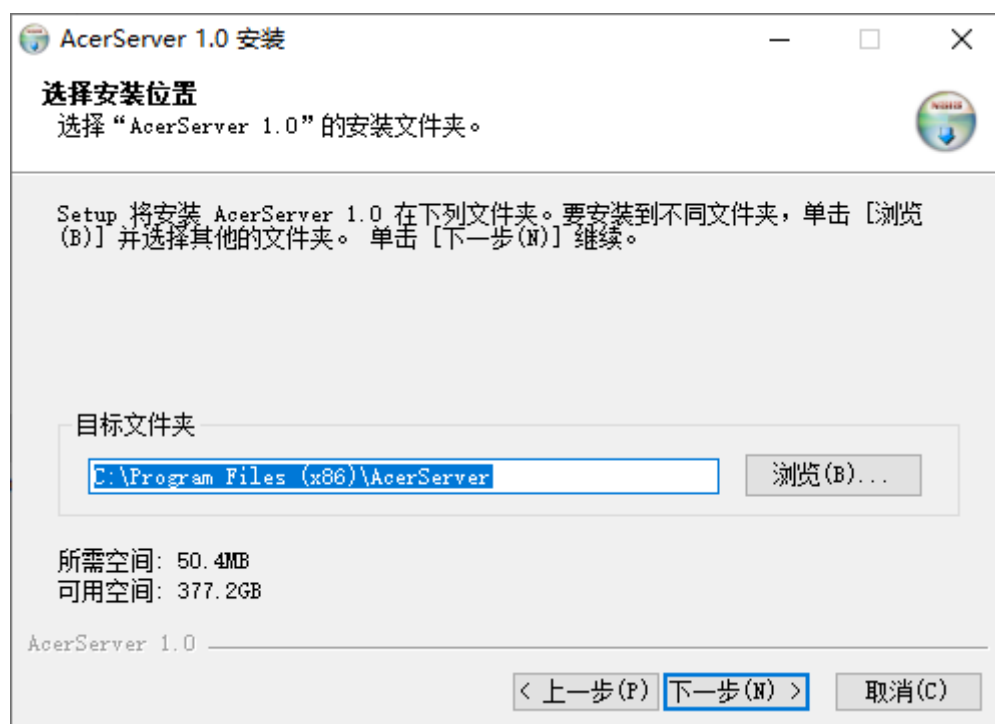 AcerServer 1.0 安装
选择安装位置
选择“AcerServer 1.0”的安装文件夹。
Setup 将安装 AcerServer 1.0 在下列文件夹。要安装到不同文件夹，单击 [浏览
(B)] 并选择其他的文件夹。 单击 [下一步(N)] 继续。
目标文件夹
C:\Program Files (x86)\AcerServer
浏览(B)...
所需空间: 50.4MB
可用空间: 377.2GB
AcerServer 1.0
< 上一步(P) 下一步(N) > 取消(C)